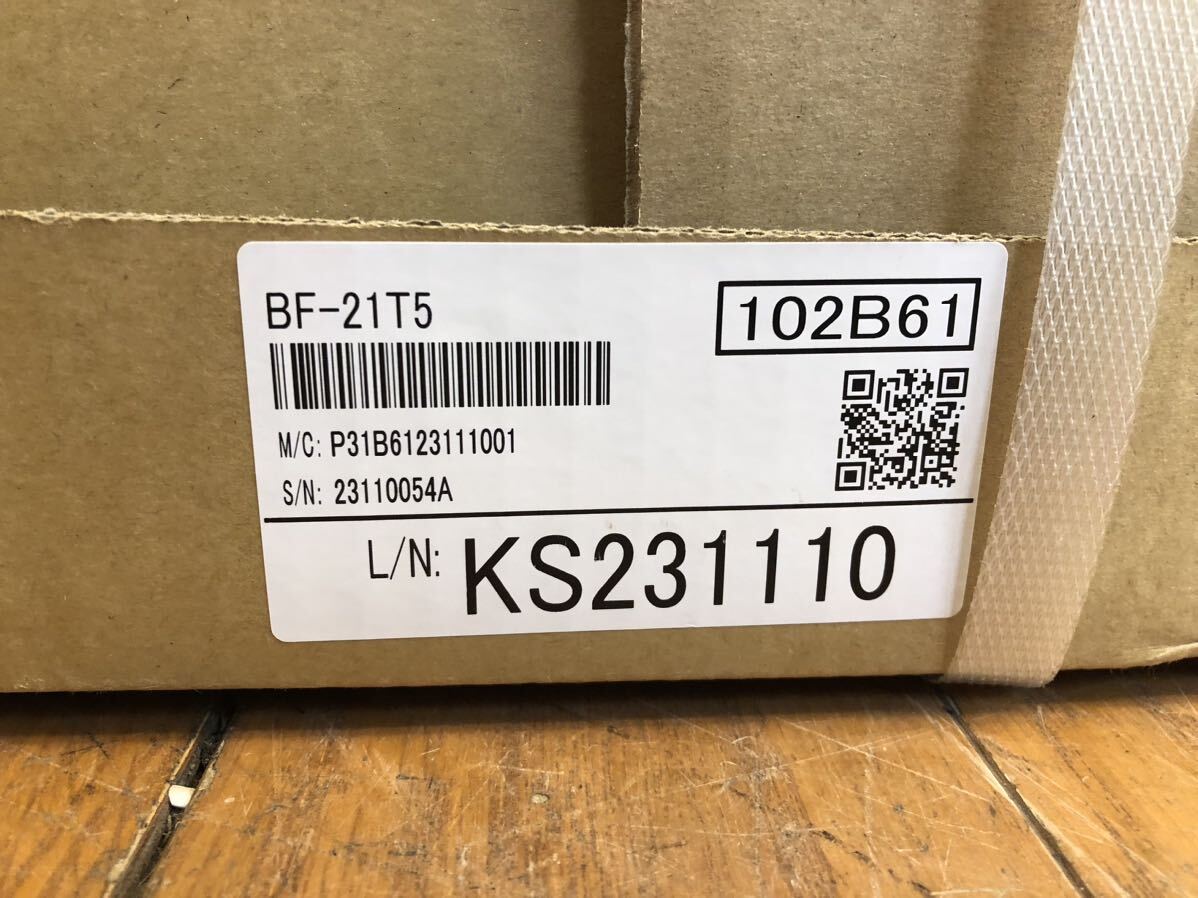 BF-21T5
102B61
M/C: P31B6123111001
S/N: 23110054A
L/N: KS231110